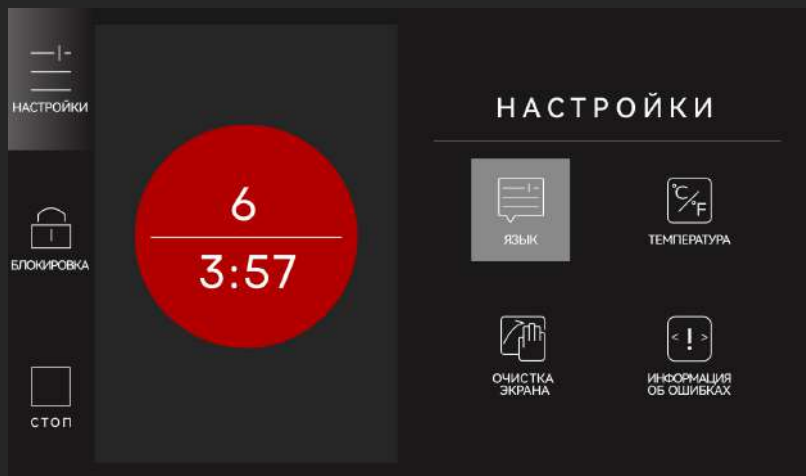 НАСТРОЙКИ
БЛОКИРОВКА
СТОП
6
3:57
НАСТРОЙКИ
ЯЗЫК
°C/°F
ТЕМПЕРАТУРА
ОЧИСТКА
ЭКРАНА
< ! >
ИНФОРМАЦИЯ
ОБ ОШИБКАХ